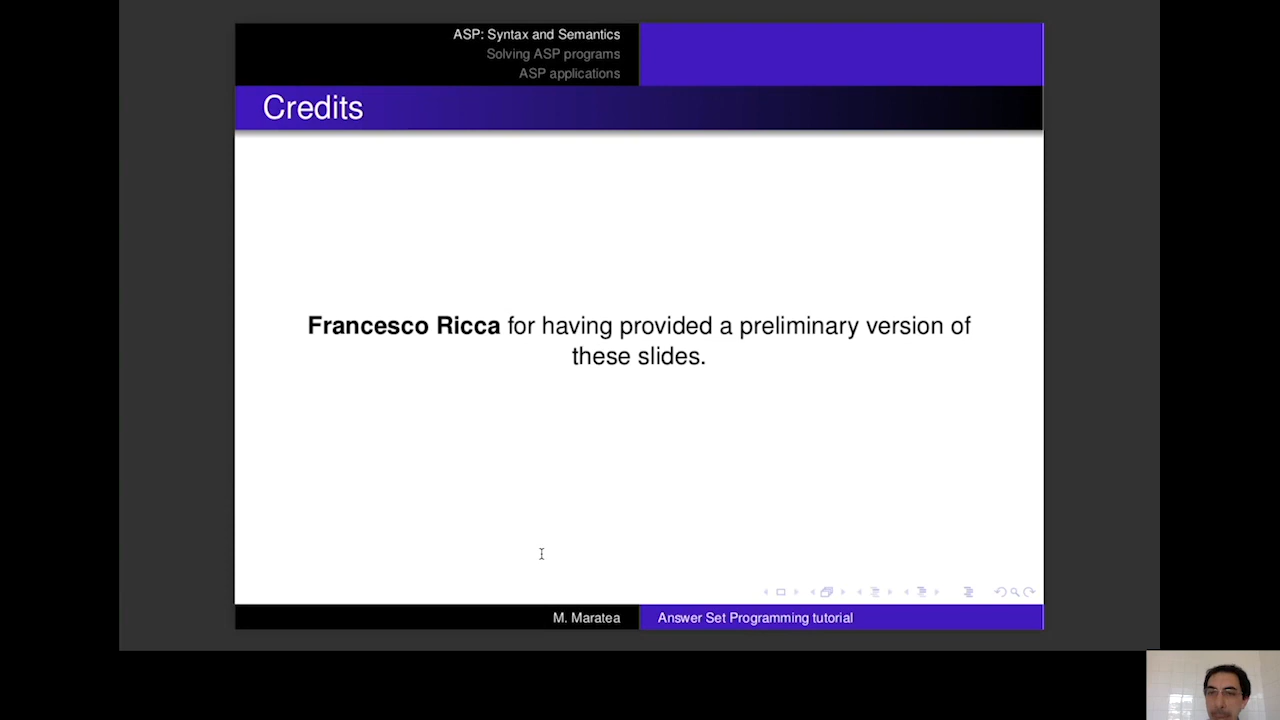 ASP: Syntax and Semantics
Solving ASP programs
ASP applications
Credits
Francesco Ricca for having provided a preliminary version of
these slides.
M. Maratea
Answer Set Programming tutorial